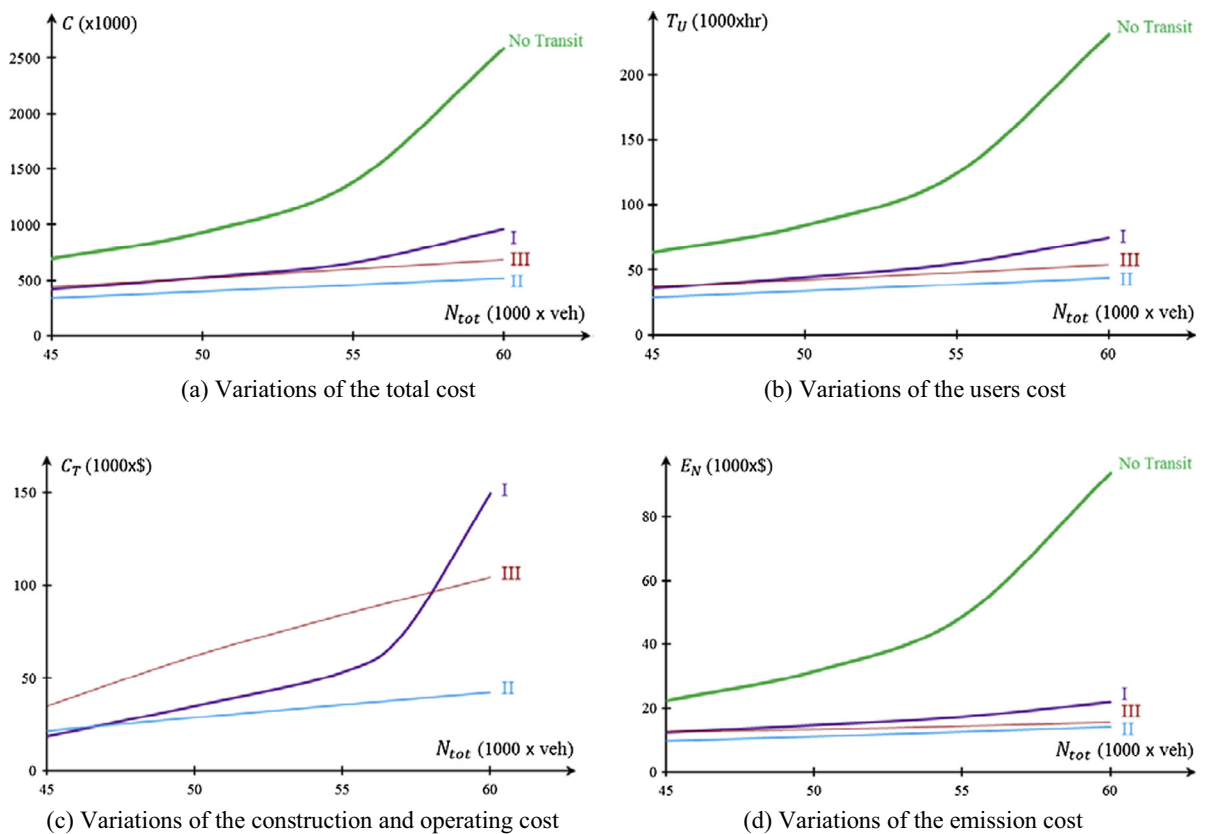 C (x1000)
No Transit
2500
2000
1500
1000
500
0
I
III
II
N_tot (1000 x veh)
45 50 55 60
(a) Variations of the total cost
T_U (1000xhr)
No Transit
200
150
100
50
0
I
III
II
N_tot (1000 x veh)
45 50 55 60
(b) Variations of the users cost
C_T (1000x$)
150
100
50
0
I
III
II
N_tot (1000 x veh)
45 50 55 60
(c) Variations of the construction and operating cost
E_N (1000x$)
No Transit
80
60
40
20
0
I
III
II
N_tot (1000 x veh)
45 50 55 60
(d) Variations of the emission cost